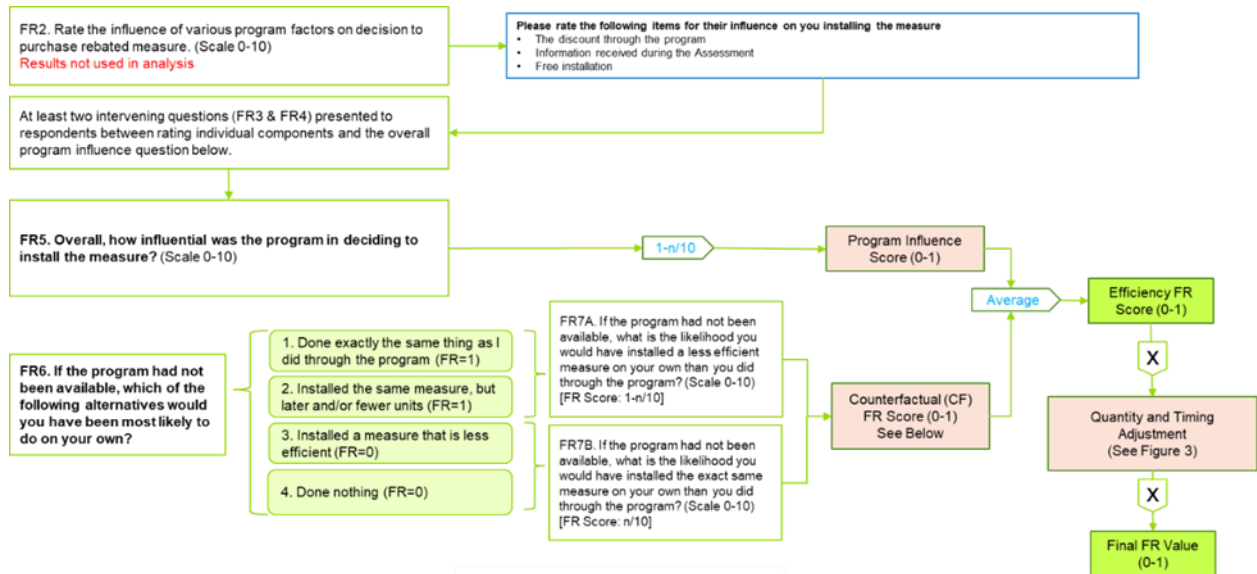 FR2. Rate the influence of various program factors on decision to
purchase rebated measure. (Scale 0-10)
Results not used in analysis
Please rate the following items for their influence on you installing the measure
• The discount through the program
• Information received during the Assessment
• Free installation
At least two intervening questions (FR3 & FR4) presented to
respondents between rating individual components and the overall
program influence question below.
FR5. Overall, how influential was the program in deciding to
install the measure? (Scale 0-10)
1-n/10
Program Influence
Score (0-1)
Average
Efficiency FR
Score (0-1)
FR6. If the program had not
been available, which of the
following alternatives would
you have been most likely to
do on your own?
1. Done exactly the same thing as I
did through the program (FR=1)
2. Installed the same measure, but
later and/or fewer units (FR=1)
3. Installed a measure that is less
efficient (FR=0)
4. Done nothing (FR=0)
FR7A. If the program had not been
available, what is the likelihood you
would have installed a less efficient
measure on your own than you did
through the program? (Scale 0-10)
[FR Score: 1-n/10]
FR7B. If the program had not been
available, what is the likelihood you
would have installed the exact same
measure on your own than you did
through the program? (Scale 0-10)
[FR Score: n/10]
Counterfactual (CF)
FR Score (0-1)
See Below
X
Quantity and Timing
Adjustment
(See Figure 3)
X
Final FR Value
(0-1)